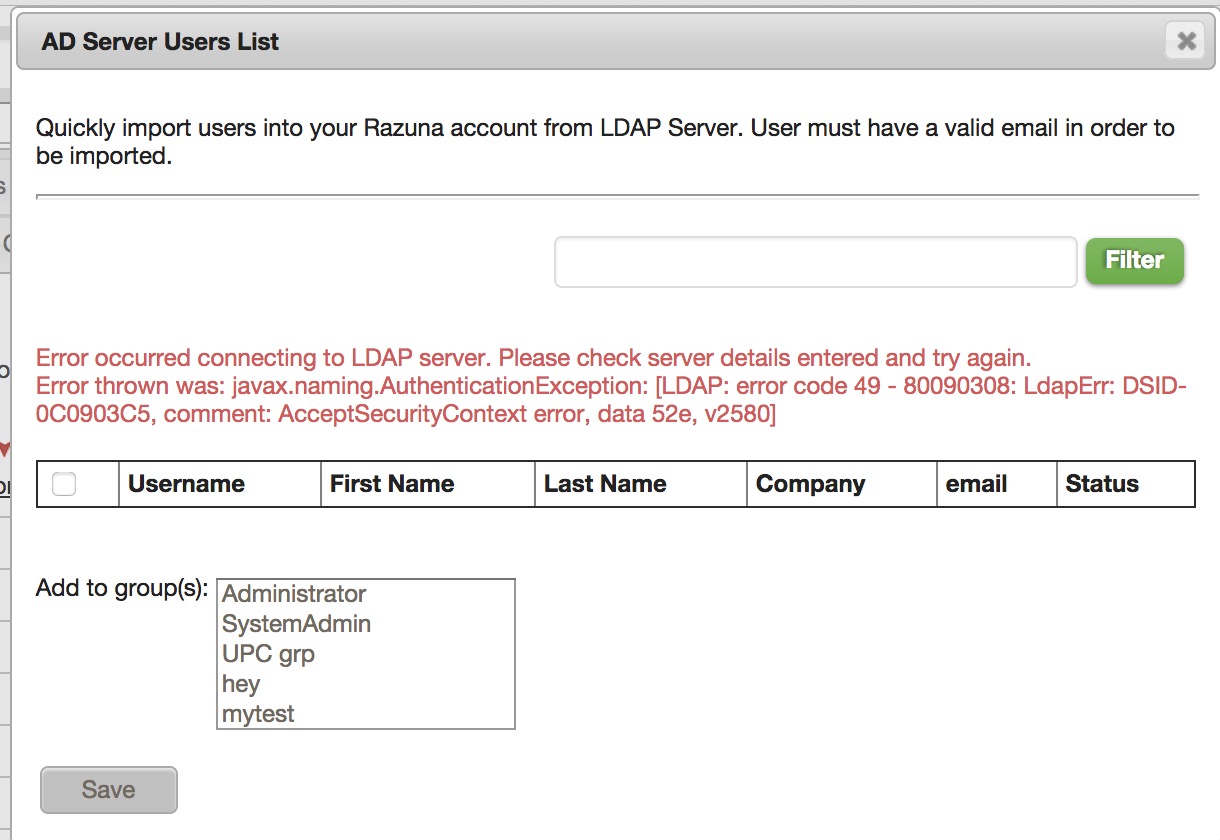 AD Server Users List
Quickly import users into your Razuna account from LDAP Server. User must have a valid email in order to
be imported.
Filter
Error occurred connecting to LDAP server. Please check server details entered and try again.
Error thrown was: javax.naming.AuthenticationException: [LDAP: error code 49 - 80090308: LdapErr: DSID-
0C0903C5, comment: AcceptSecurityContext error, data 52e, v2580]
Username First Name Last Name Company email Status
Add to group(s):
Administrator
SystemAdmin
UPC grp
hey
mytest
Save